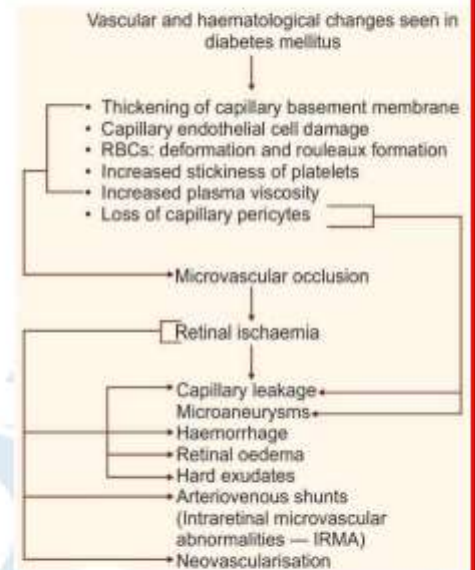 Vascular and haematological changes seen in
diabetes mellitus
• Thickening of capillary basement membrane
• Capillary endothelial cell damage
• RBCs: deformation and rouleaux formation
• Increased stickiness of platelets
• Increased plasma viscosity
• Loss of capillary pericytes
Microvascular occlusion
Retinal ischaemia
Capillary leakage
Microaneurysms
Haemorrhage
Retinal oedema
Hard exudates
Arteriovenous shunts
(Intraretinal microvascular
abnormalities — IRMA)
Neovascularisation